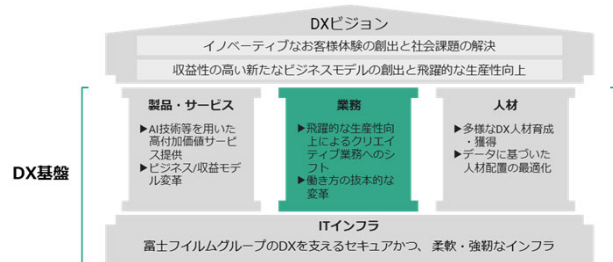 DXビジョン
イノベーティブなお客様体験の創出と社会課題の解決
収益性の高い新たなビジネスモデルの創出と飛躍的な生産性向上
DX基盤
製品・サービス
▶AI技術等を用いた
高付加価値サービ
ス提供
▶ビジネス/収益モデ
ル変革
業務
▶飛躍的な生産性向
上によるクリエイ
ティブ業務へのシ
フト
▶働き方の抜本的な
変革
人材
▶多様なDX人材育成
・獲得
▶データに基づいた
人材配置の最適化
ITインフラ
富士フイルムグループのDXを支えるセキュアかつ、柔軟・強靭なインフラ